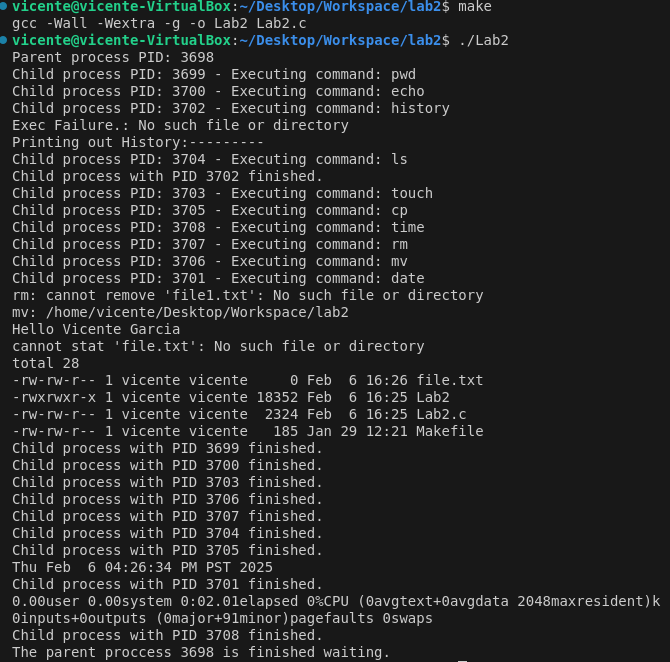 vicente@vicente-VirtualBox:~/Desktop/Workspace/lab2$ make
gcc -Wall -Wextra -g -o Lab2 Lab2.c
vicente@vicente-VirtualBox:~/Desktop/Workspace/lab2$ ./Lab2
Parent process PID: 3698
Child process PID: 3699 - Executing command: pwd
Child process PID: 3700 - Executing command: echo
Child process PID: 3702 - Executing command: history
Exec Failure.: No such file or directory
Printing out History:---------
Child process PID: 3704 - Executing command: ls
Child process with PID 3702 finished.
Child process PID: 3703 - Executing command: touch
Child process PID: 3705 - Executing command: cp
Child process PID: 3708 - Executing command: time
Child process PID: 3707 - Executing command: rm
Child process PID: 3706 - Executing command: mv
Child process PID: 3701 - Executing command: date
rm: cannot remove 'file1.txt': No such file or directory
mv: /home/vicente/Desktop/Workspace/lab2
Hello Vicente Garcia
cannot stat 'file.txt': No such file or directory
total 28
-rw-rw-r-- 1 vicente vicente     0 Feb  6 16:26 file.txt
-rwxrwxr-x 1 vicente vicente 18352 Feb  6 16:25 Lab2
-rw-rw-r-- 1 vicente vicente  2324 Feb  6 16:25 Lab2.c
-rw-rw-r-- 1 vicente vicente   185 Jan 29 12:21 Makefile
Child process with PID 3699 finished.
Child process with PID 3700 finished.
Child process with PID 3703 finished.
Child process with PID 3706 finished.
Child process with PID 3707 finished.
Child process with PID 3704 finished.
Child process with PID 3705 finished.
Thu Feb  6 04:26:34 PM PST 2025
Child process with PID 3701 finished.
0.00user 0.00system 0:02.01elapsed 0%CPU (0avgtext+0avgdata 2048maxresident)k
0inputs+0outputs (0major+91minor)pagefaults 0swaps
Child process with PID 3708 finished.
The parent proccess 3698 is finished waiting.